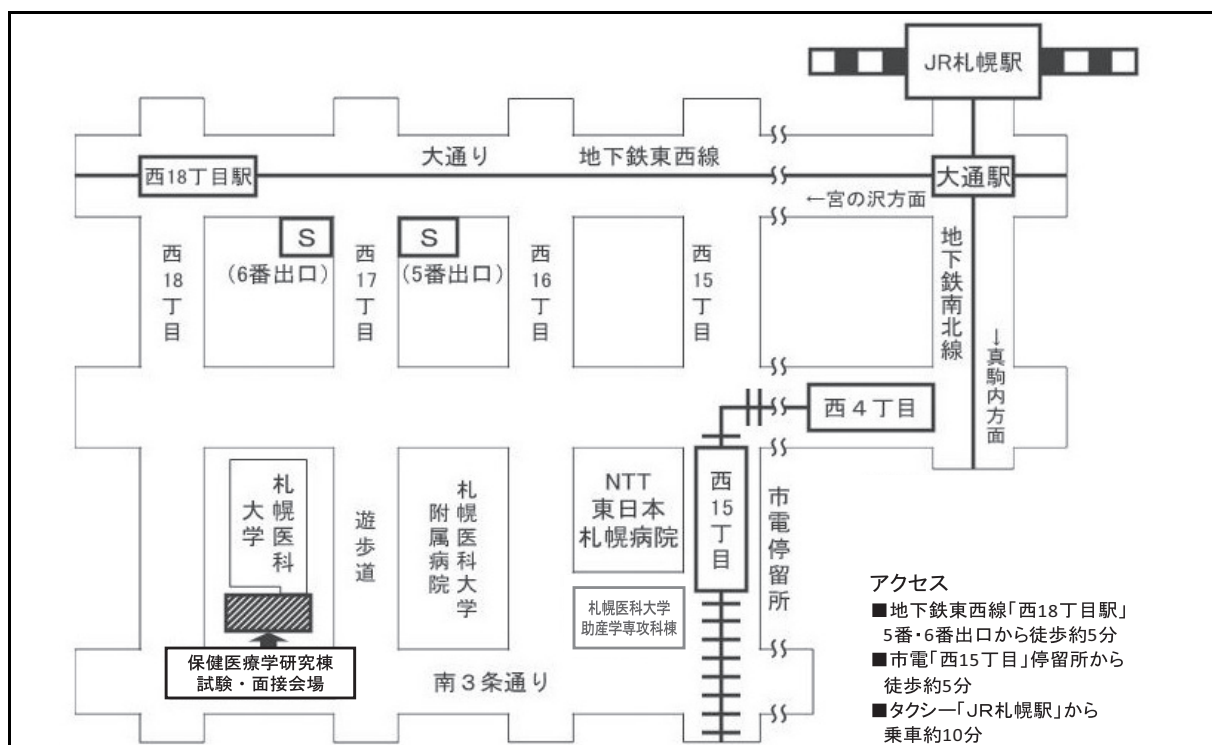 JR札幌駅
大通り
地下鉄東西線
西18丁目駅
大通駅
←宮の沢方面
S
(6番出口)
S
(5番出口)
西18丁目
西17丁目
西16丁目
西15丁目
地下鉄南北線
→真駒内方面
西4丁目
札幌医科
大学
遊歩道
札幌医科大学
附属病院
NTT
東日本
札幌病院
西15丁目
市電停留所
札幌医科大学
助産学専攻科棟
保健医療学研究棟
試験・面接会場
南3条通り
アクセス
■地下鉄東西線「西18丁目駅」
5番・6番出口から徒歩約5分
■市電「西15丁目」停留所から
徒歩約5分
■タクシー「JR札幌駅」から
乗車約10分